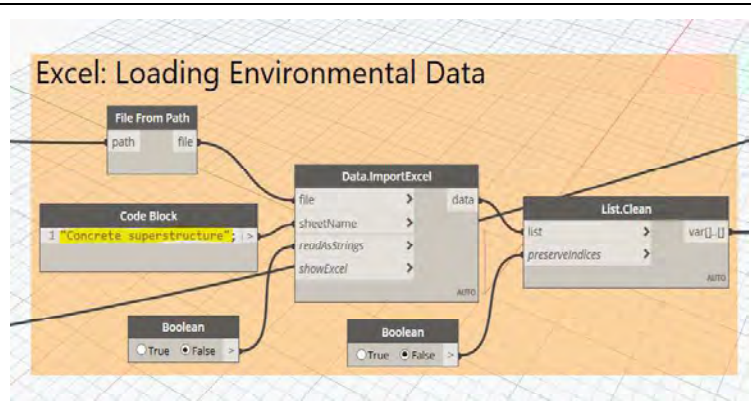 Excel: Loading Environmental Data
File From Path
path file
Data.ImportExcel
file > data
sheetName >
readAsStrings >
showExcel >
AUTO
Code Block
1 "Concrete superstructure"; >
List.Clean
list > var[]..[]
preserveIndices >
AUTO
Boolean
True False >
Boolean
True False >